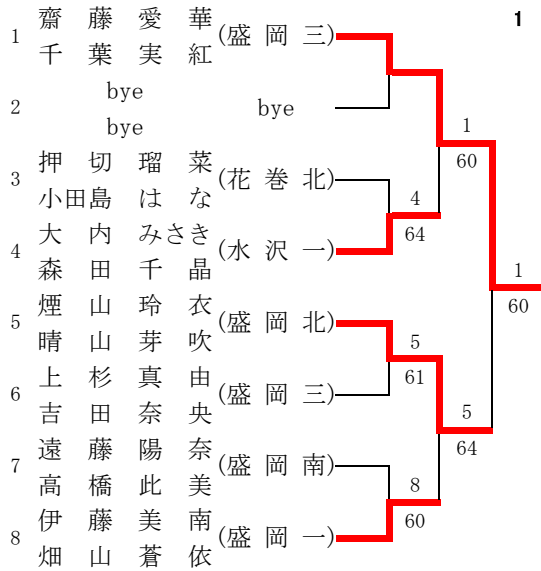 1
1 齋藤愛華 (盛岡三)
千葉実紅
2 bye bye
bye
3 押切瑠菜 (花巻北)
小田島はな
4 大内みさき (水沢一)
森田千晶
5 煙山玲衣 (盛岡北)
晴山芽吹
6 上杉真由 (盛岡三)
吉田奈央
7 遠藤陽奈 (盛岡南)
高橋此美
8 伊藤美南 (盛岡一)
畑山蒼依
4
64
5
61
8
60
1
60
5
64
1
60